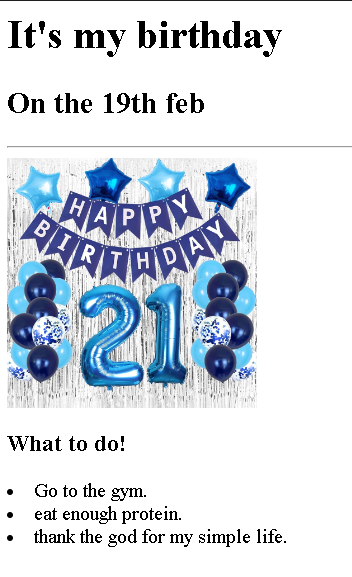 It's my birthday
On the 19th feb
HAPPY
BIRTHDAY
21
What to do!
• Go to the gym.
• eat enough protein.
• thank the god for my simple life.